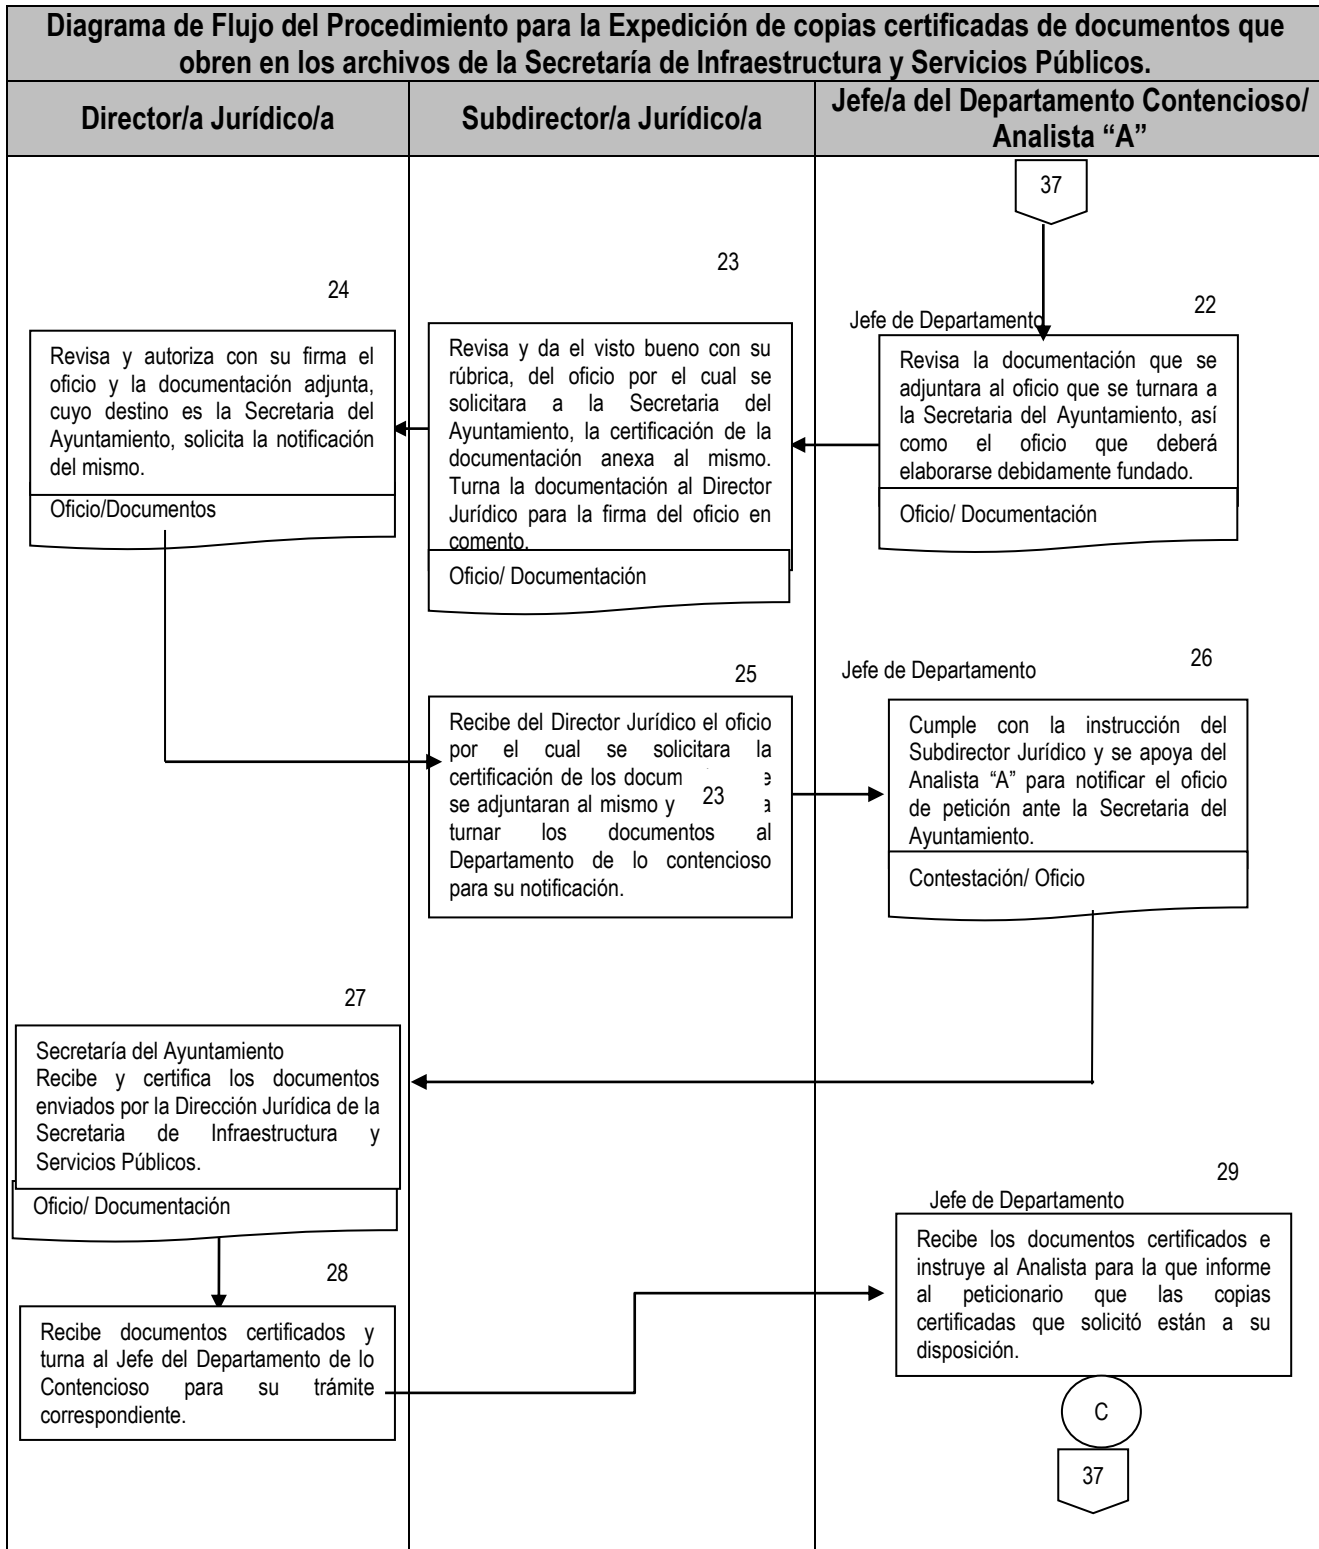 Diagrama de Flujo del Procedimiento para la Expedición de copias certificadas de documentos que
obren en los archivos de la Secretaría de Infraestructura y Servicios Públicos.
Director/a Jurídico/a
Subdirector/a Jurídico/a
Jefe/a del Departamento Contencioso/
Analista “A”
37
22
Jefe de Departamento
Revisa la documentación que se
adjuntara al oficio que se turnara a
la Secretaria del Ayuntamiento, así
como el oficio que deberá
elaborarse debidamente fundado.
Oficio/ Documentación
23
Revisa y da el visto bueno con su
rúbrica, del oficio por el cual se
solicitara a la Secretaria del
Ayuntamiento, la certificación de la
documentación anexa al mismo.
Turna la documentación al Director
Jurídico para la firma del oficio en
comento.
Oficio/ Documentación
24
Revisa y autoriza con su firma el
oficio y la documentación adjunta,
cuyo destino es la Secretaria del
Ayuntamiento, solicita la notificación
del mismo.
Oficio/Documentos
25
Recibe del Director Jurídico el oficio
por el cual se solicitara la
certificación de los
se adjuntaran al mismo y
23
turnar los documentos al
Departamento de lo contencioso
para su notificación.
26
Jefe de Departamento
Cumple con la instrucción del
Subdirector Jurídico y se apoya del
Analista “A” para notificar el oficio
de petición ante la Secretaria del
Ayuntamiento.
Contestación/ Oficio
27
Secretaría del Ayuntamiento
Recibe y certifica los documentos
enviados por la Dirección Jurídica de la
Secretaria de Infraestructura y
Servicios Públicos.
Oficio/ Documentación
28
Recibe documentos certificados y
turna al Jefe del Departamento de lo
Contencioso para su trámite
correspondiente.
29
Jefe de Departamento
Recibe los documentos certificados e
instruye al Analista para la que informe
al peticionario que las copias
certificadas que solicitó están a su
disposición.
C
37